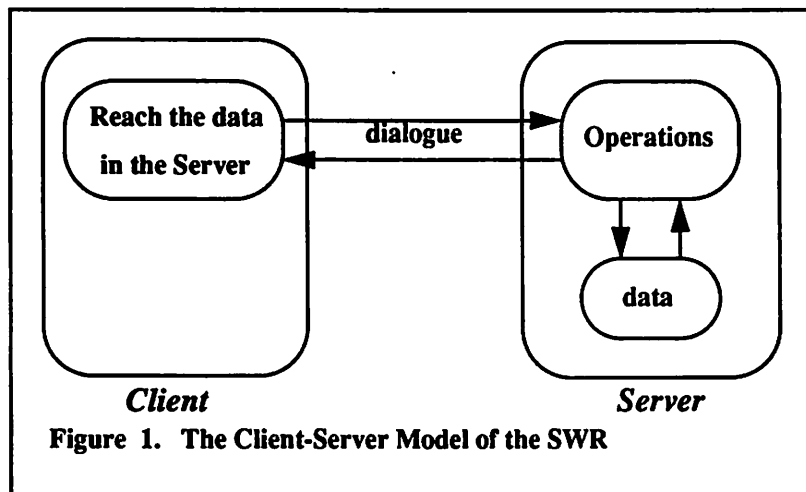 Reach the data
in the Server
dialogue
Operations
data
Client
Server
Figure 1. The Client-Server Model of the SWR